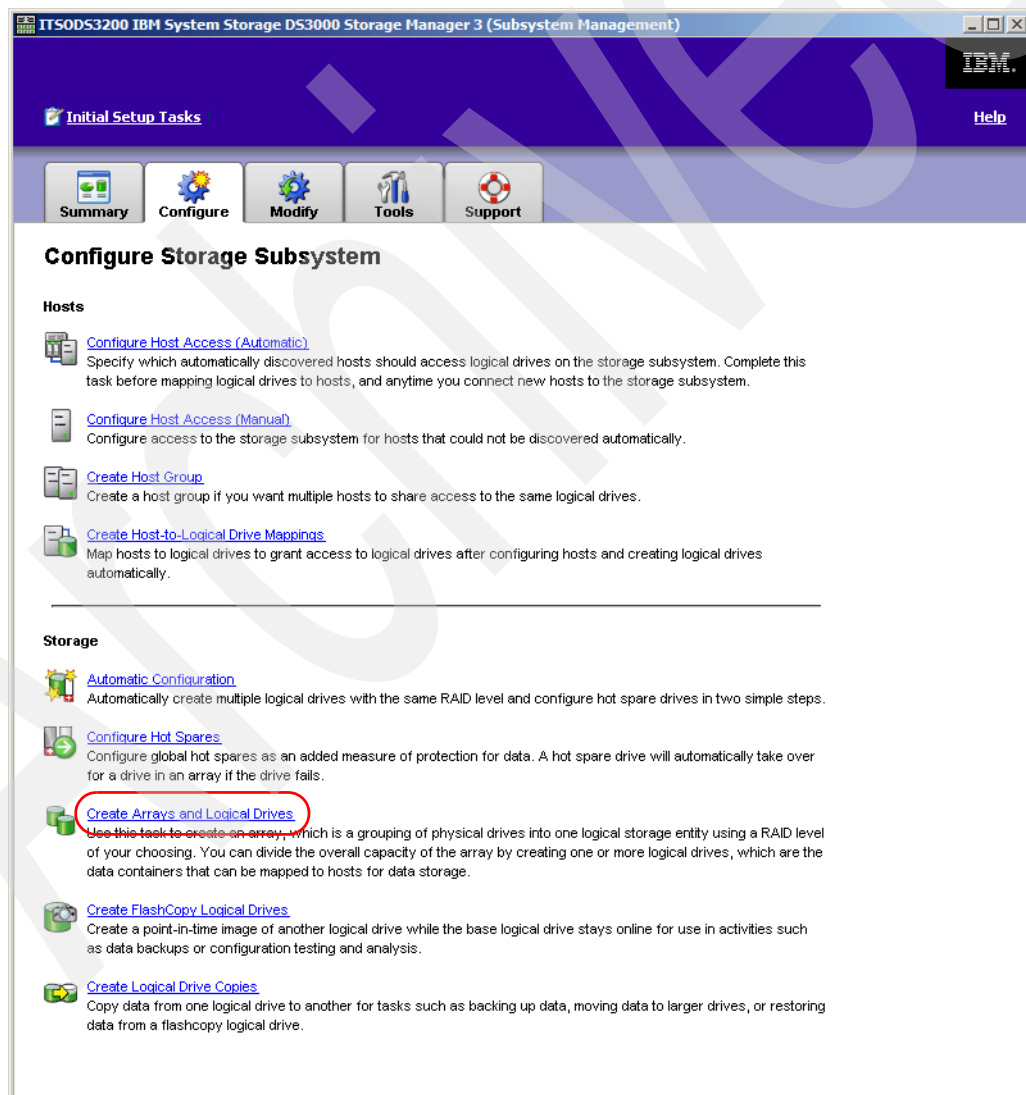 ITSODS3200 IBM System Storage DS3000 Storage Manager 3 (Subsystem Management)
IBM.
Initial Setup Tasks
Help
Summary
Configure
Modify
Tools
Support
Configure Storage Subsystem
Hosts
Configure Host Access (Automatic)
Specify which automatically discovered hosts should access logical drives on the storage subsystem. Complete this
task before mapping logical drives to hosts, and anytime you connect new hosts to the storage subsystem.
Configure Host Access (Manual)
Configure access to the storage subsystem for hosts that could not be discovered automatically.
Create Host Group
Create a host group if you want multiple hosts to share access to the same logical drives.
Create Host-to-Logical Drive Mappings
Map hosts to logical drives to grant access to logical drives after configuring hosts and creating logical drives
automatically.
Storage
Automatic Configuration
Automatically create multiple logical drives with the same RAID level and configure hot spare drives in two simple steps.
Configure Hot Spares
Configure global hot spares as an added measure of protection for data. A hot spare drive will automatically take over
for a drive in an array if the drive fails.
Create Arrays and Logical Drives
Use this task to create an array, which is a grouping of physical drives into one logical storage entity using a RAID level
of your choosing. You can divide the overall capacity of the array by creating one or more logical drives, which are the
data containers that can be mapped to hosts for data storage.
Create FlashCopy Logical Drives
Create a point-in-time image of another logical drive while the base logical drive stays online for use in activities such
as data backups or configuration testing and analysis.
Create Logical Drive Copies
Copy data from one logical drive to another for tasks such as backing up data, moving data to larger drives, or restoring
data from a flashcopy logical drive.